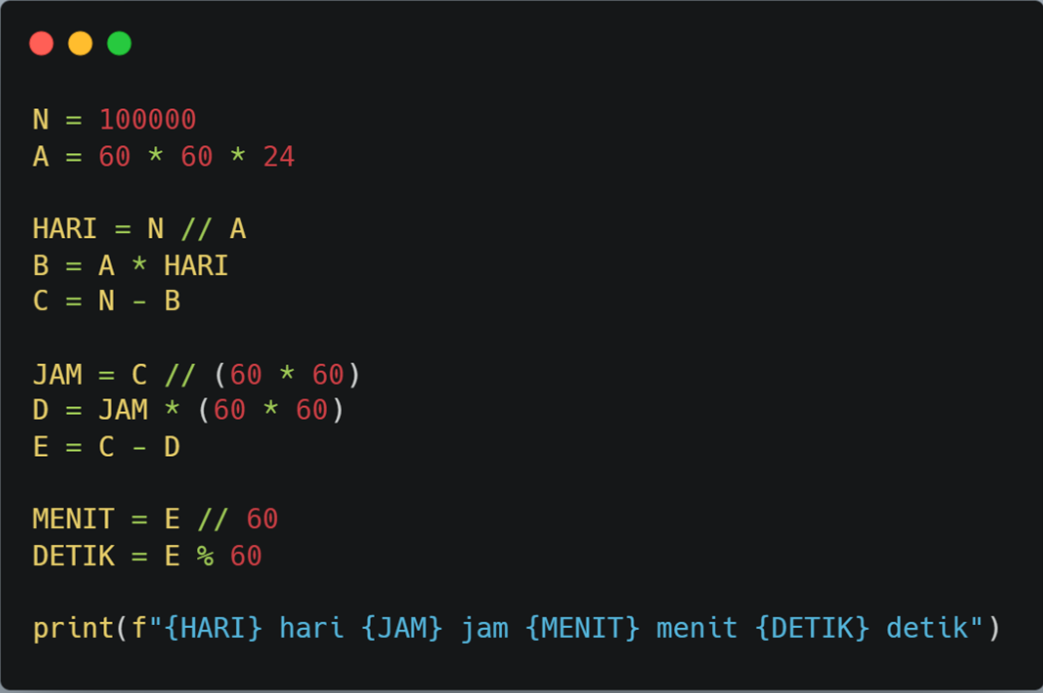 N = 100000
A = 60 * 60 * 24
HARI = N // A
B = A * HARI
C = N - B
JAM = C // (60 * 60)
D = JAM * (60 * 60)
E = C - D
MENIT = E // 60
DETIK = E % 60
print(f"{HARI} hari {JAM} jam {MENIT} menit {DETIK} detik")